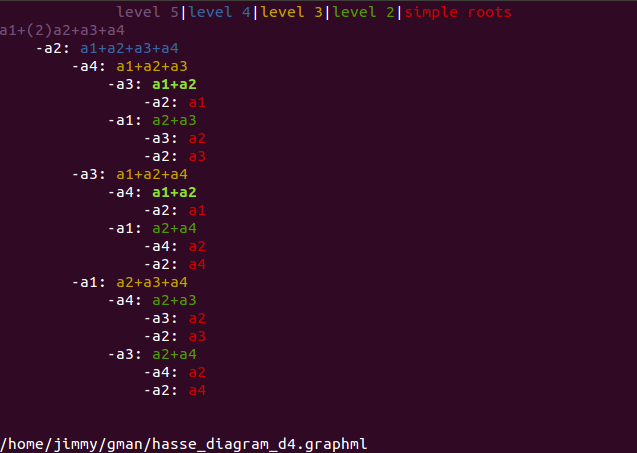 level 5|level 4|level 3|level 2|simple roots
a1+(2)a2+a3+a4
-a2: a1+a2+a3+a4
-a4: a1+a2+a3
-a3: a1+a2
-a2: a1
-a1: a2+a3
-a3: a2
-a2: a3
-a3: a1+a2+a4
-a4: a1+a2
-a2: a1
-a1: a2+a4
-a4: a2
-a2: a4
-a1: a2+a3+a4
-a4: a2+a3
-a3: a2
-a2: a3
-a3: a2+a4
-a4: a2
-a2: a4
/home/jimmy/gman/hasse_diagram_d4.graphml